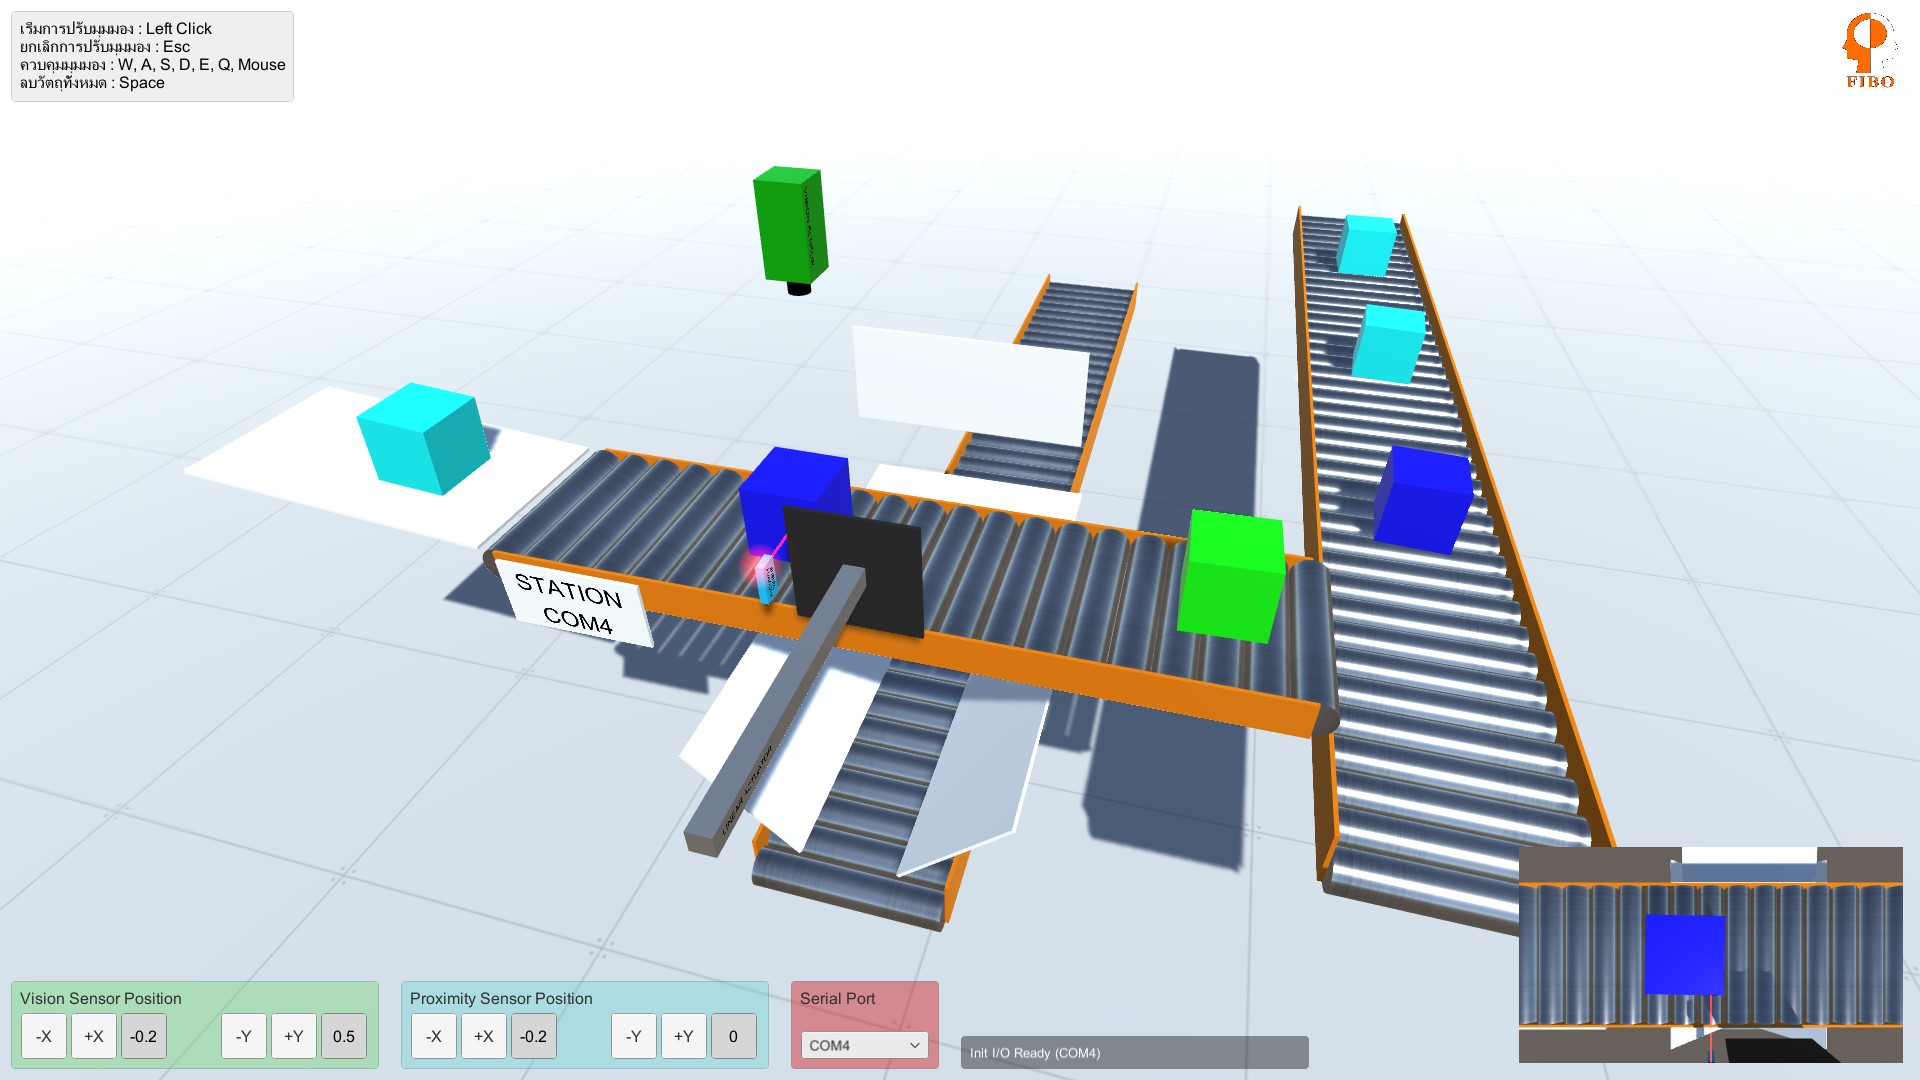 เริ่มการปรับมุมมอง : Left Click
ยกเลิกการปรับมุมมอง : Esc
ควบคุมมุมมอง : W, A, S, D, E, Q, Mouse
ลบวัตถุทั้งหมด : Space
FIBO
STATION
COM4
LINEAR ACTUATOR
Vision Sensor Position
-X +X -0.2 -Y +Y 0.5
Proximity Sensor Position
-X +X -0.2 -Y +Y 0
Serial Port
COM4
Init I/O Ready (COM4)